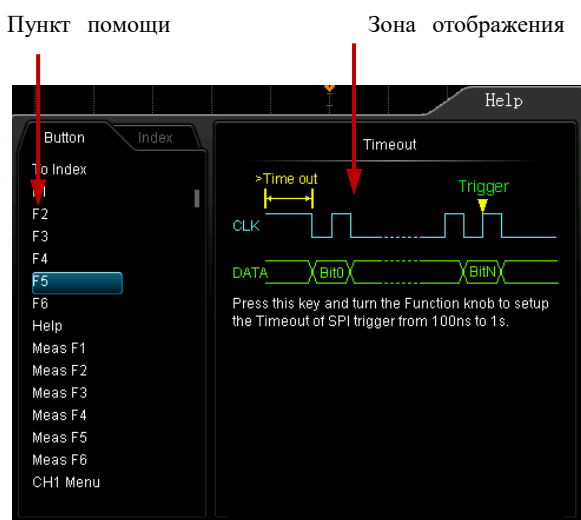 Пункт помощи
Зона отображения
Help
Button
Index
To Index
F1
F2
F3
F4
F5
F6
Help
Meas F1
Meas F2
Meas F3
Meas F4
Meas F5
Meas F6
CH1 Menu
Timeout
>Time out
Trigger
CLK
DATA
Bit0
BitN
Press this key and turn the Function knob to setup
the Timeout of SPI trigger from 100ns to 1s.